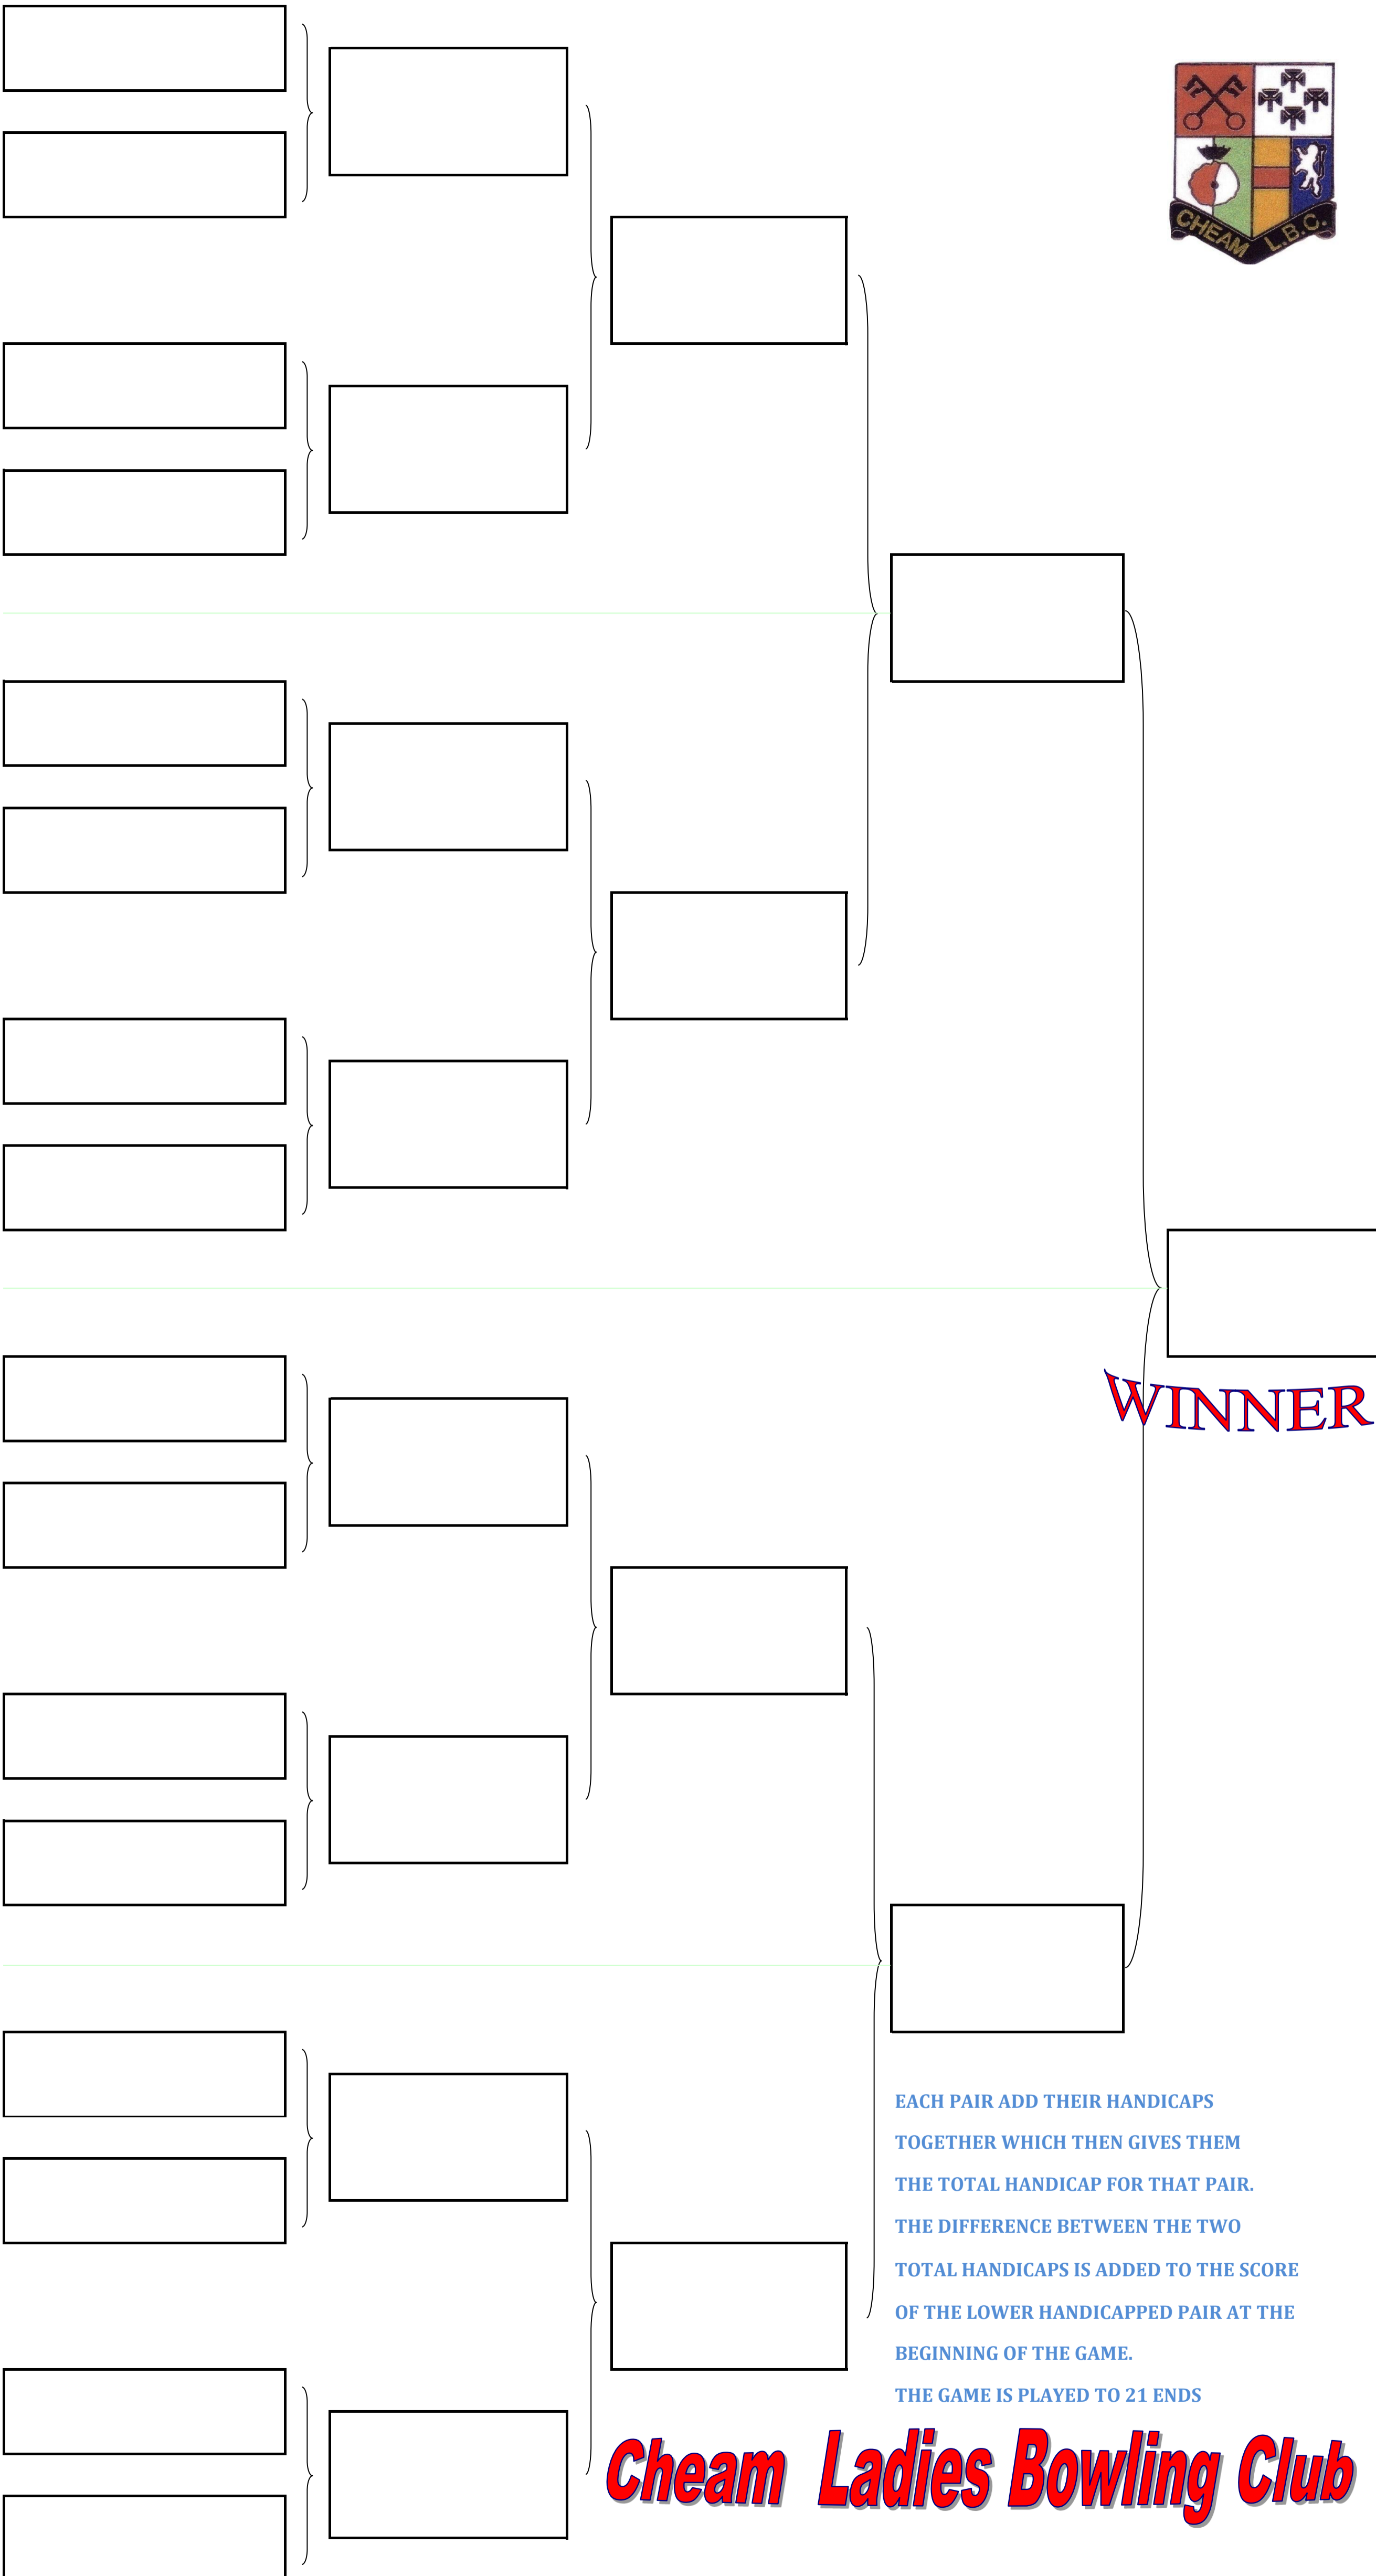 CHEAM L.B.C.
WINNER
EACH PAIR ADD THEIR HANDICAPS
TOGETHER WHICH THEN GIVES THEM
THE TOTAL HANDICAP FOR THAT PAIR.
THE DIFFERENCE BETWEEN THE TWO
TOTAL HANDICAPS IS ADDED TO THE SCORE
OF THE LOWER HANDICAPPED PAIR AT THE
BEGINNING OF THE GAME.
THE GAME IS PLAYED TO 21 ENDS
Cheam Ladies Bowling Club